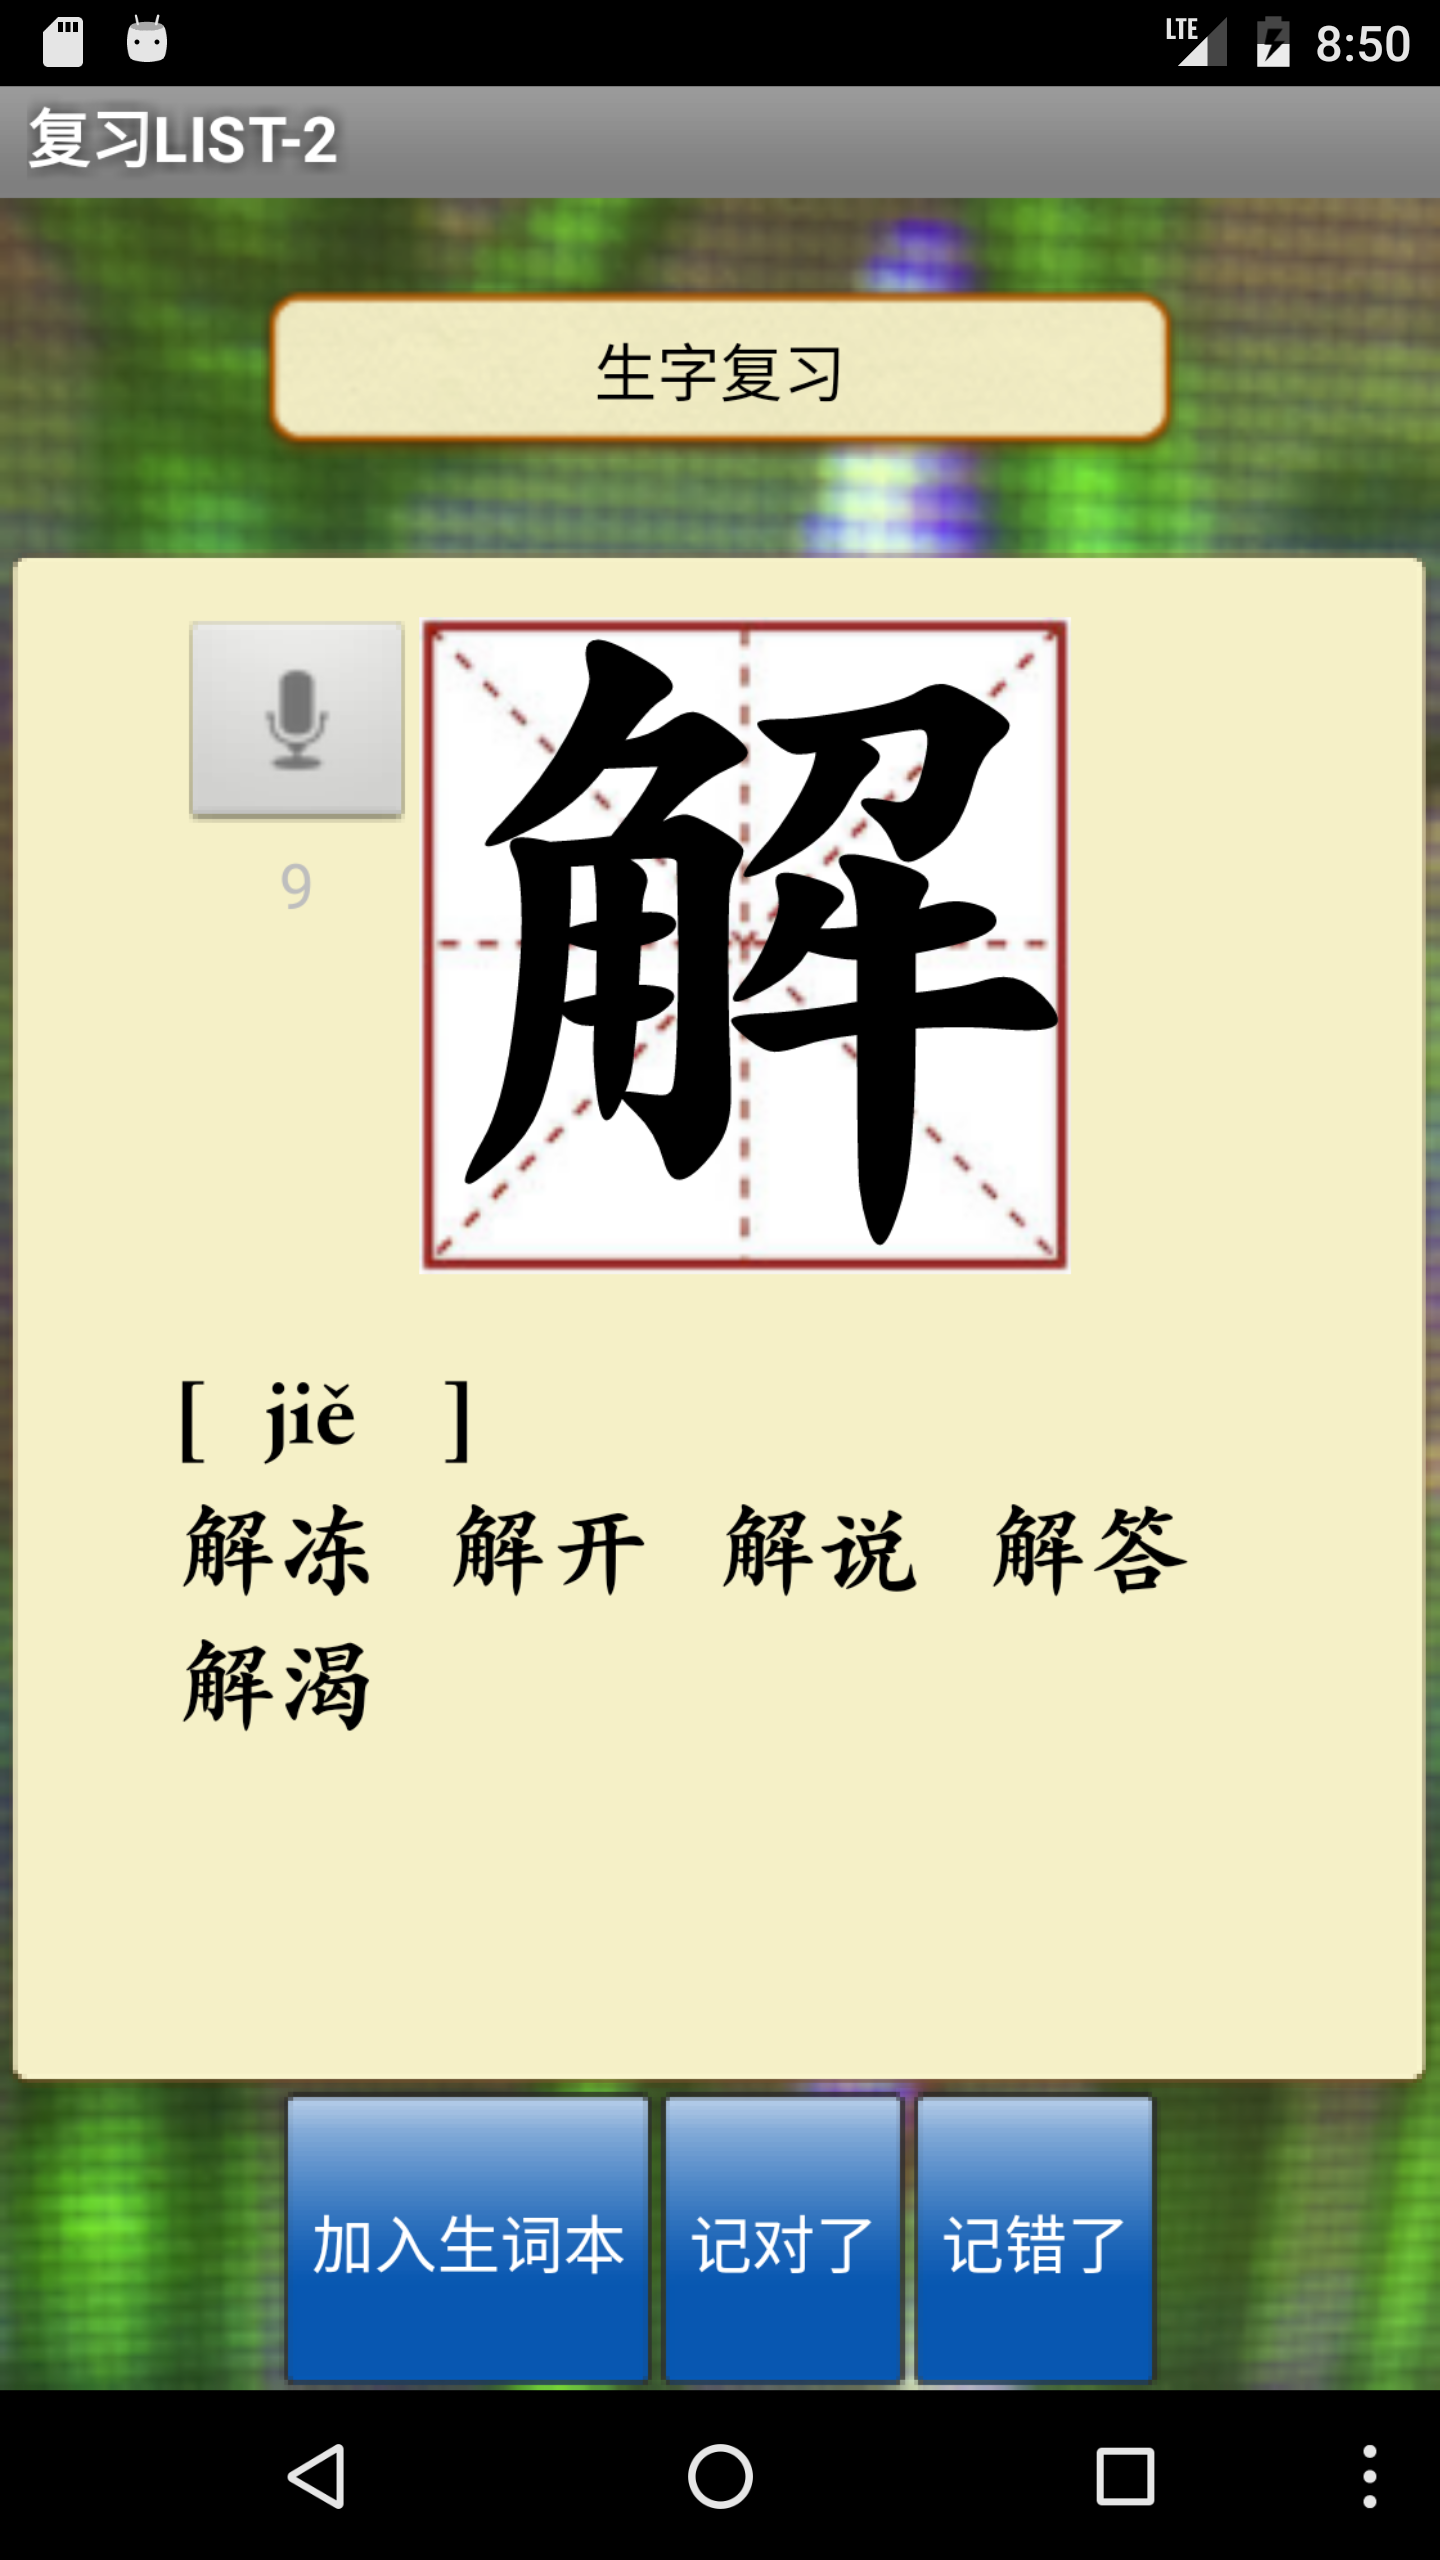 LTE 8:50
复习LIST-2
生字复习
解
9
[ jiě ]
解冻 解开 解说 解答
解渴
加入生词本 记对了 记错了